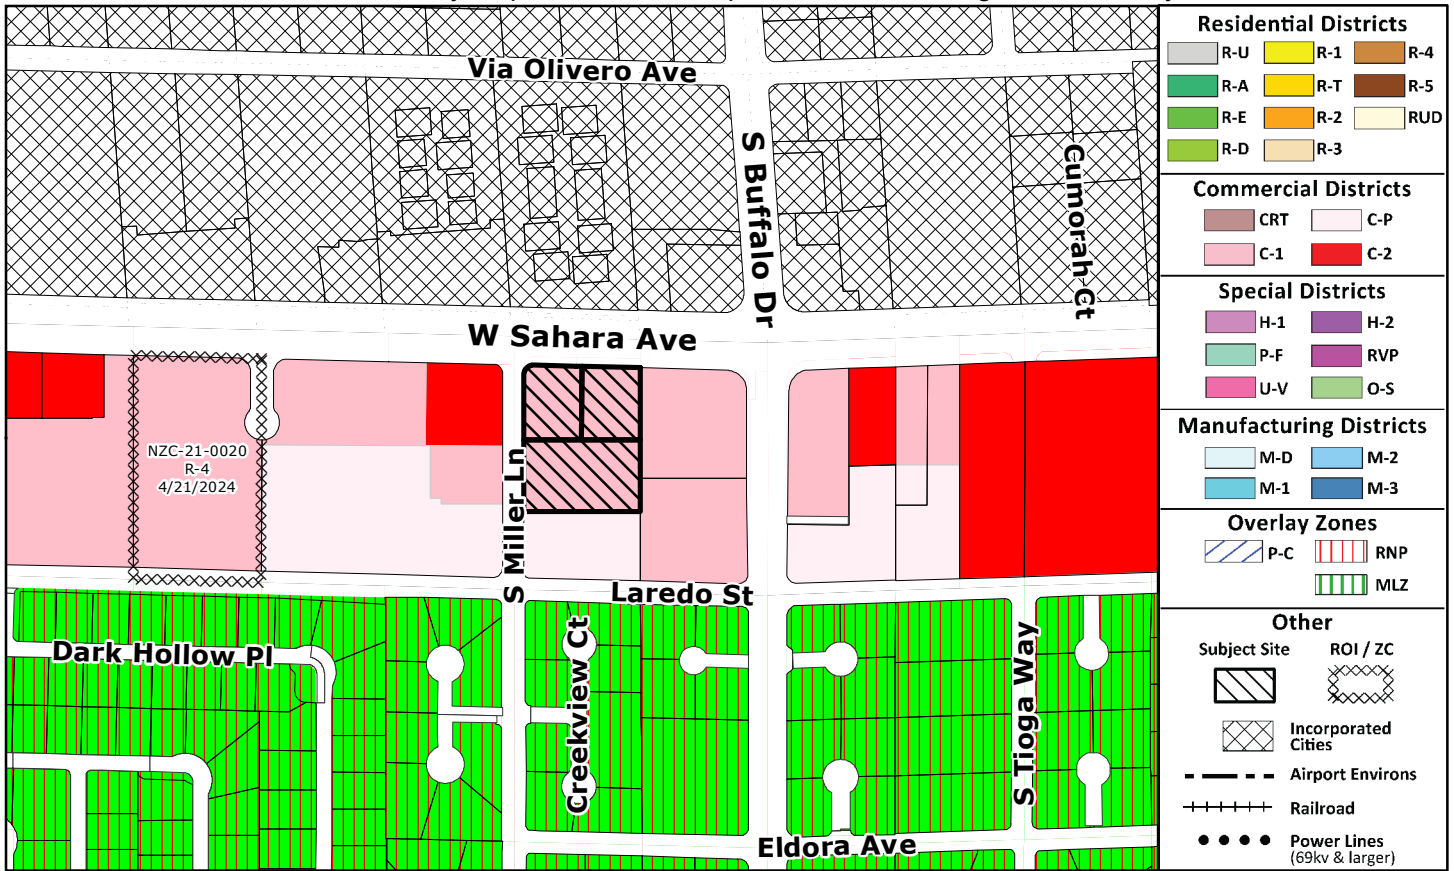 Via Olivero Ave
S Buffalo Dr
Cumorah Ct
W Sahara Ave
NZC-21-0020
R-4
4/21/2024
S Miller Ln
Laredo St
Dark Hollow Pl
Creekview Ct
S Tioga Way
Eldora Ave
Residential Districts
R-U R-1 R-4
R-A R-T R-5
R-E R-2 RUD
R-D R-3
Commercial Districts
CRT C-P
C-1 C-2
Special Districts
H-1 H-2
P-F RVP
U-V O-S
Manufacturing Districts
M-D M-2
M-1 M-3
Overlay Zones
P-C RNP
MLZ
Other
Subject Site ROI / ZC
Incorporated
Cities
Airport Environs
Railroad
Power Lines
(69kv & larger)